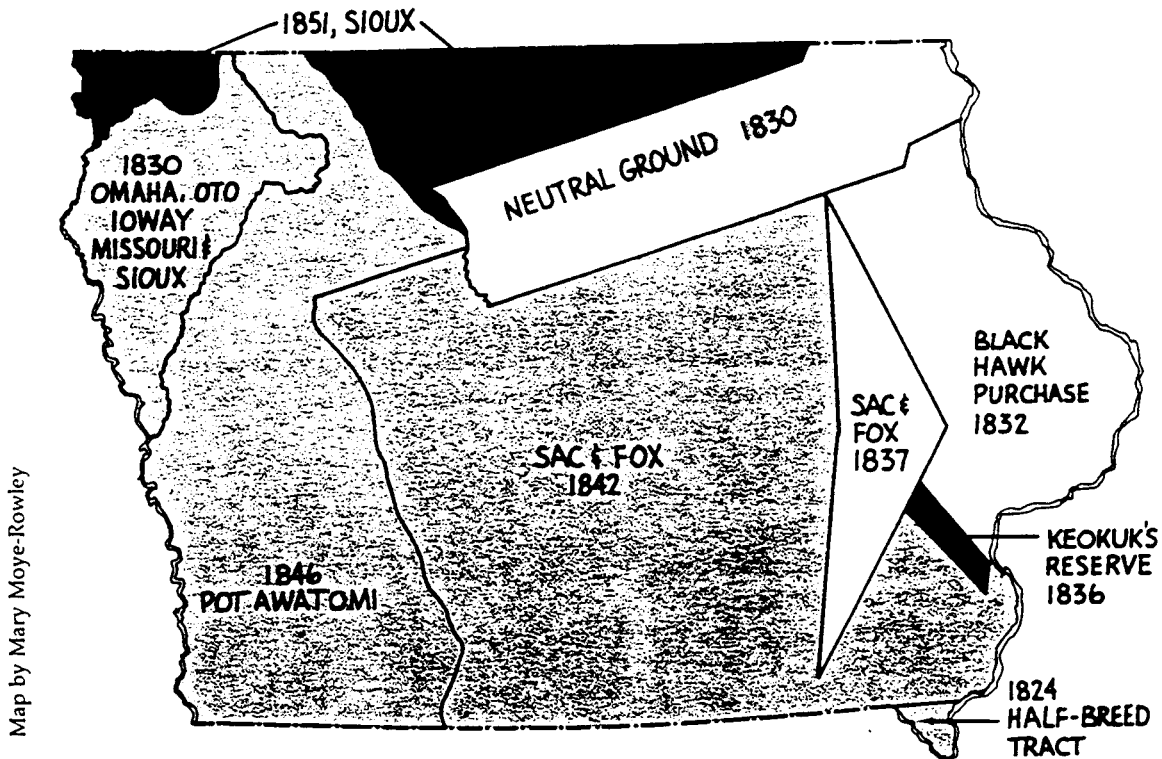 1851, SIOUX
1830
OMAHA, OTO
IOWAY
MISSOURI &
SIOUX
NEUTRAL GROUND 1830
BLACK
HAWK
PURCHASE
1832
SAC &
FOX
1837
SAC & FOX
1842
KEOKUK'S
RESERVE
1836
1846
POTAWATOMI
1824
HALF-BREED
TRACT
Map by Mary Moye-Rowley